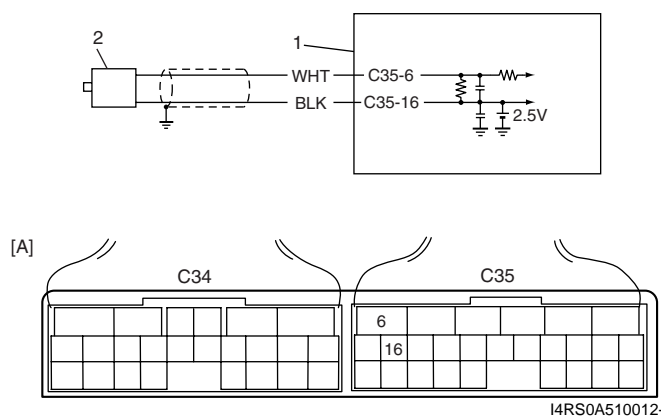 2
1
WHT
C35-6
BLK
C35-16
2.5V
[A]
C34
C35
6
16
I4RS0A510012-